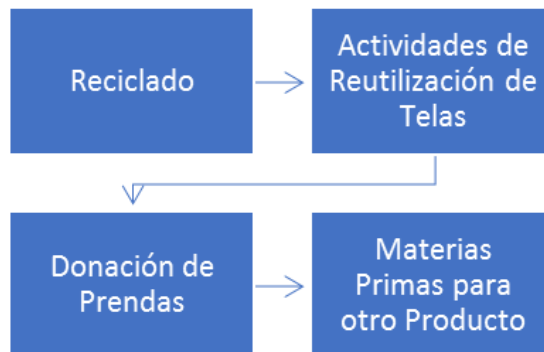 Reciclado
Actividades de
Reutilización de
Telas
Donación de
Prendas
Materias
Primas para
otro Producto